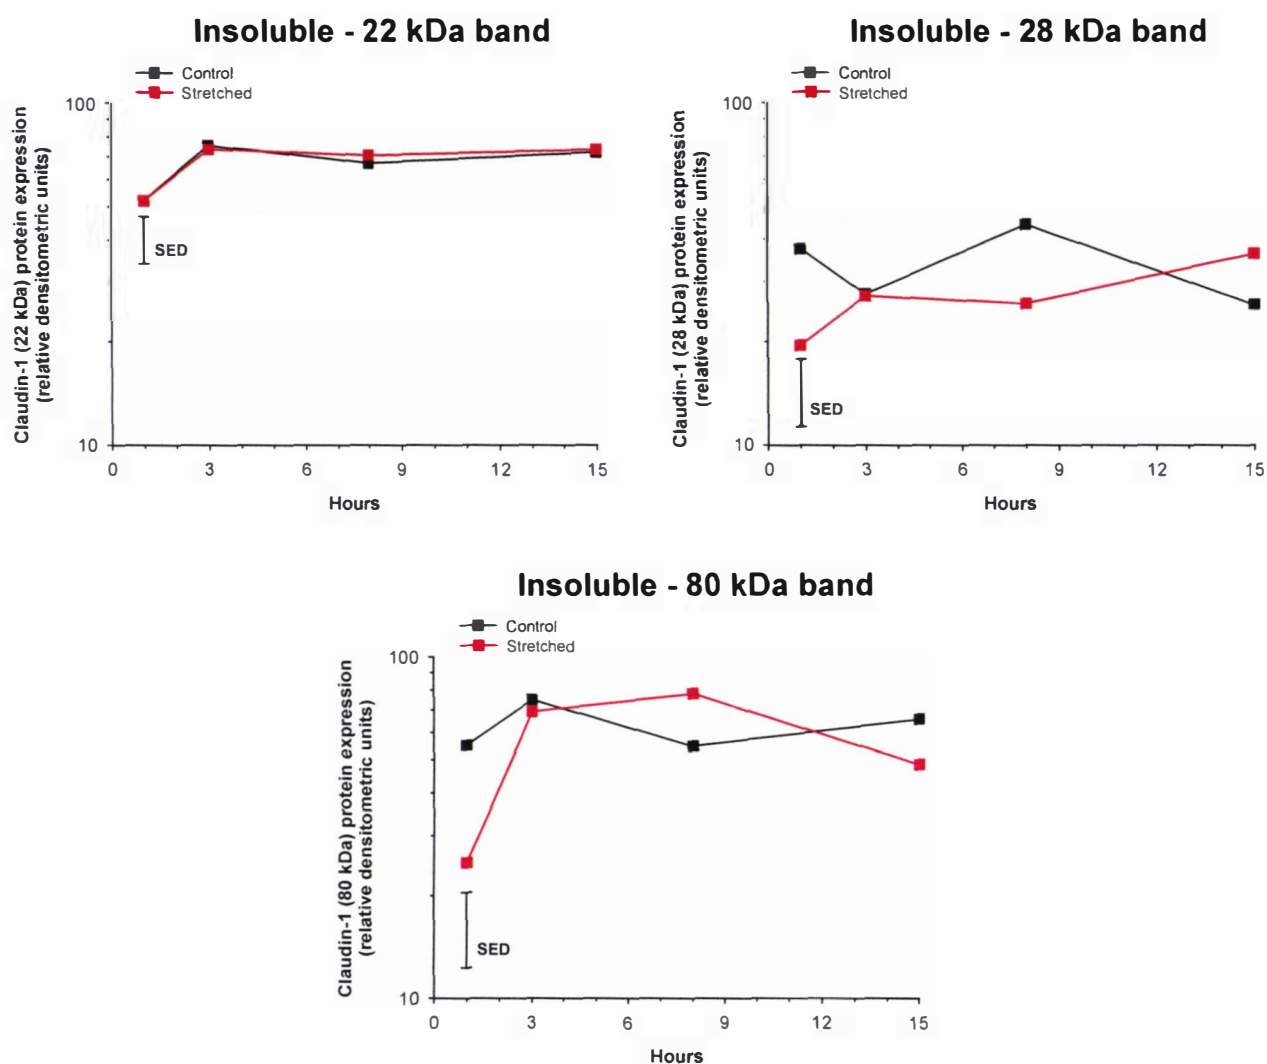 Insoluble - 22 kDa band
Control
Stretched
Claudin-1 (22 kDa) protein expression
(relative densitometric units)
100
10
SED
0 3 6 9 12 15
Hours
Insoluble - 28 kDa band
Control
Stretched
Claudin-1 (28 kDa) protein expression
(relative densitometric units)
100
10
SED
0 3 6 9 12 15
Hours
Insoluble - 80 kDa band
Control
Stretched
Claudin-1 (80 kDa) protein expression
(relative densitometric units)
100
10
SED
0 3 6 9 12 15
Hours